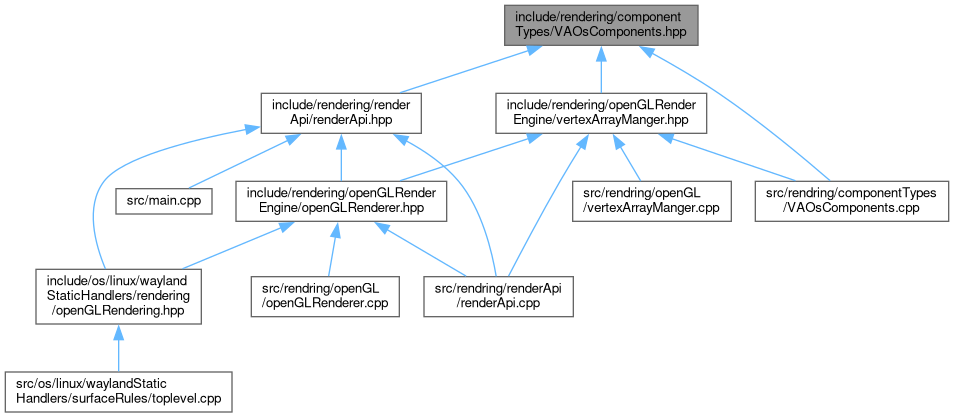 include/rendering/component
Types/VAOsComponents.hpp
include/rendering/render
Api/renderApi.hpp
include/rendering/openGLRender
Engine/vertexArrayManger.hpp
src/main.cpp
include/rendering/openGLRender
Engine/openGLRenderer.hpp
src/rendring/openGL
/vertexArrayManger.cpp
src/rendring/componentTypes
/VAOsComponents.cpp
include/os/linux/wayland
StaticHandlers/rendering
/openGLRendering.hpp
src/rendring/openGL
/openGLRenderer.cpp
src/rendring/renderApi
/renderApi.cpp
src/os/linux/waylandStatic
Handlers/surfaceRules/toplevel.cpp